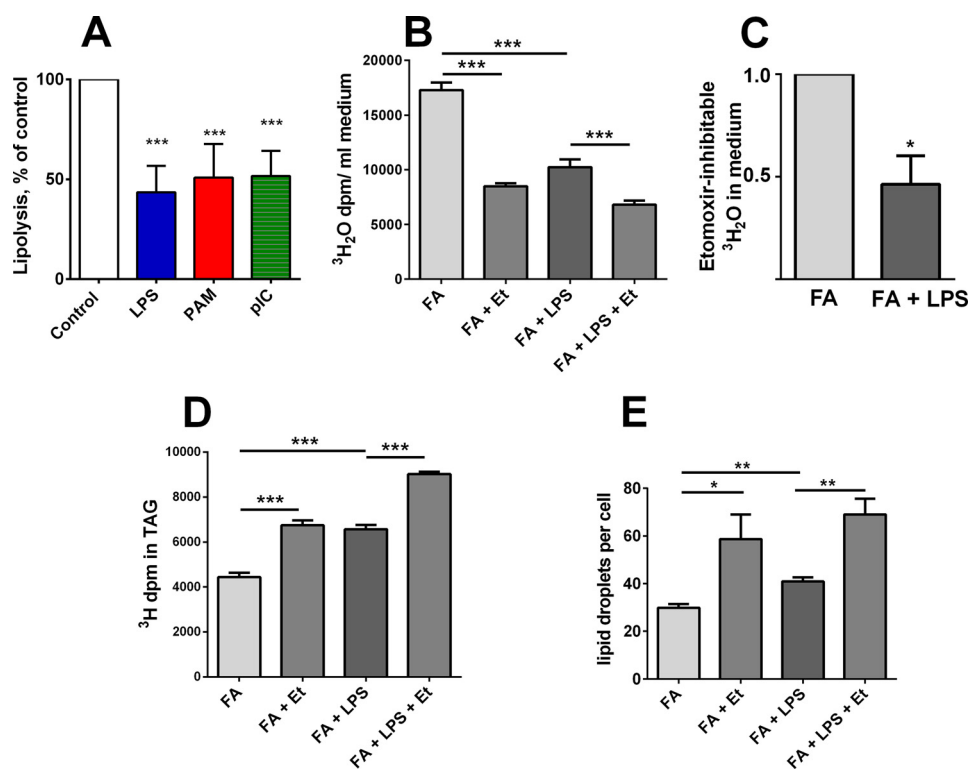 A
Lipolysis, % of control
100
50
0
***
***
***
Control
LPS
PAM
pIC
B
³H₂O dpm/ ml medium
20000
15000
10000
5000
0
***
***
***
FA
FA + Et
FA + LPS
FA + LPS + Et
C
Etomoxir-inhibitable
³H₂O in medium
1.0
0.5
*
FA
FA + LPS
D
³H dpm in TAG
10000
8000
6000
4000
2000
0
***
***
***
FA
FA + Et
FA + LPS
FA + LPS + Et
E
lipid droplets per cell
80
60
40
20
0
**
*
**
FA
FA + Et
FA + LPS
FA + LPS + Et